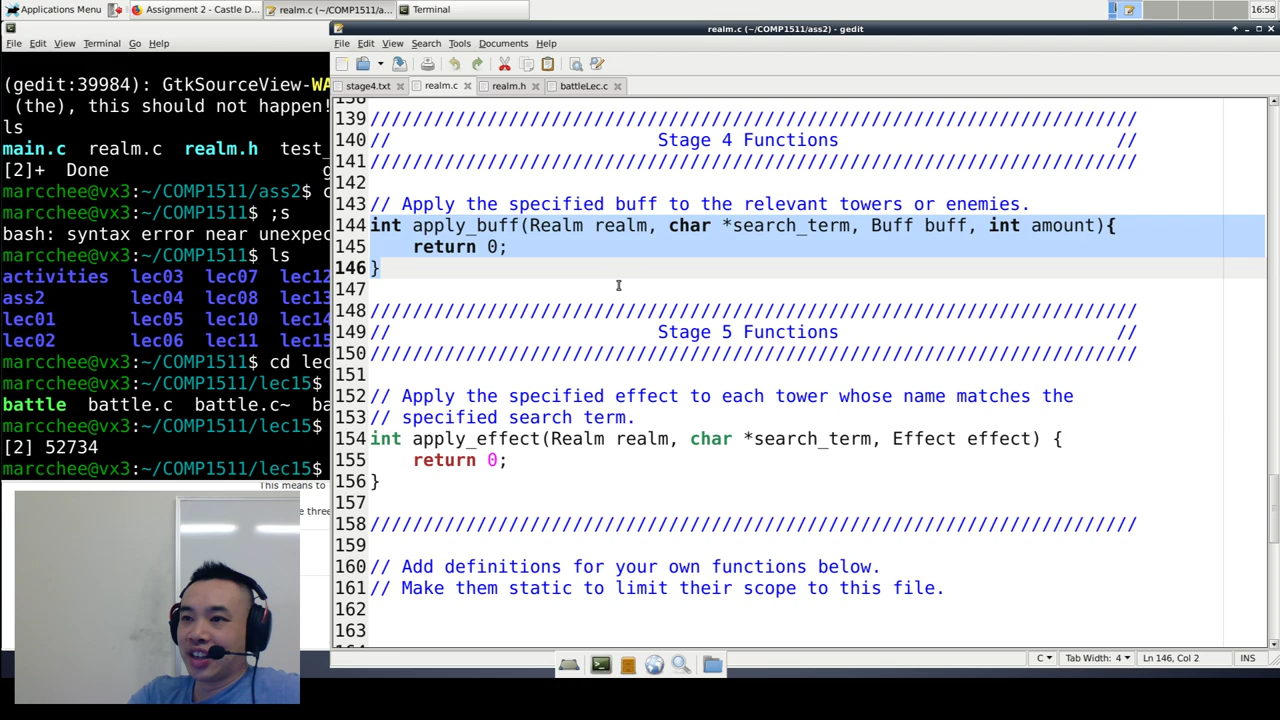 Applications Menu
Assignment 2 - Castle D...
realm.c (~/COMP1511/a...
Terminal
16:58
realm.c (~/COMP1511/ass2) - gedit
File Edit View Terminal Go Help
File Edit View Search Tools Documents Help
stage4.txt
realm.c
realm.h
battleLec.c
(gedit:39984): GtkSourceView-WA
(the), this should not happen!
ls
main.c realm.c realm.h test_
[2]+ Done g
marcchee@vx3:~/COMP1511/ass2$ c
marcchee@vx3:~/COMP1511$ ;s
bash: syntax error near unexpec
marcchee@vx3:~/COMP1511$ ls
activities lec03 lec07 lec12
ass2 lec04 lec08 lec13
lec01 lec05 lec10 lec14
lec02 lec06 lec11 lec15
marcchee@vx3:~/COMP1511$ cd lec
marcchee@vx3:~/COMP1511/lec15$
battle battle.c battle.c~ ba
marcchee@vx3:~/COMP1511/lec15$
[2] 52734
marcchee@vx3:~/COMP1511/lec15$
This means to
e three
138
139 ////////////////////////////////////////////////////////////////////////
140 // Stage 4 Functions //
141 ////////////////////////////////////////////////////////////////////////
142
143 // Apply the specified buff to the relevant towers or enemies.
144 int apply_buff(Realm realm, char *search_term, Buff buff, int amount){
145 return 0;
146 }
147
148 ////////////////////////////////////////////////////////////////////////
149 // Stage 5 Functions //
150 ////////////////////////////////////////////////////////////////////////
151
152 // Apply the specified effect to each tower whose name matches the
153 // specified search term.
154 int apply_effect(Realm realm, char *search_term, Effect effect) {
155 return 0;
156 }
157
158 ////////////////////////////////////////////////////////////////////////
159
160 // Add definitions for your own functions below.
161 // Make them static to limit their scope to this file.
162
163
C Tab Width: 4 Ln 146, Col 2 INS